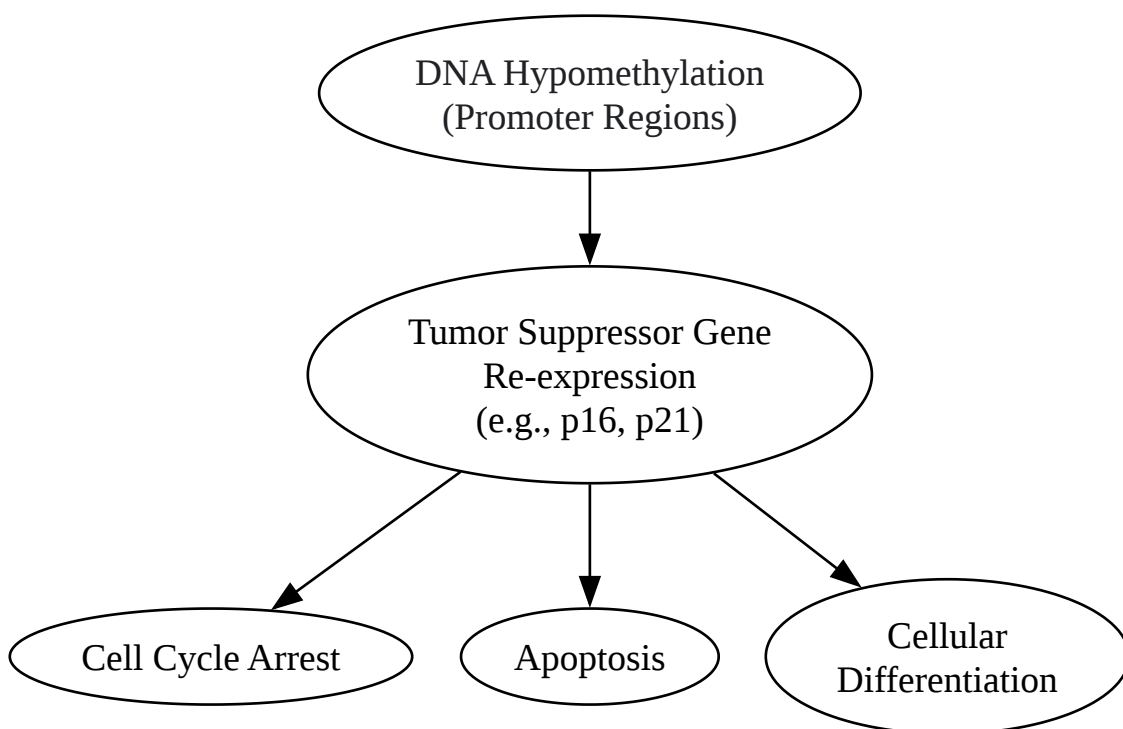 DNA Hypomethylation
(Promoter Regions)
Tumor Suppressor Gene
Re-expression
(e.g., p16, p21)
Cell Cycle Arrest
Apoptosis
Cellular
Differentiation